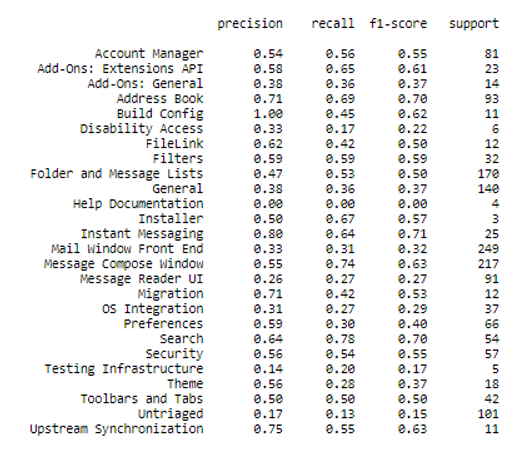 precision recall f1-score support
Account Manager 0.54 0.56 0.55 81
Add-Ons: Extensions API 0.58 0.65 0.61 23
Add-Ons: General 0.38 0.36 0.37 14
Address Book 0.71 0.69 0.70 93
Build Config 1.00 0.45 0.62 11
Disability Access 0.33 0.17 0.22 6
FileLink 0.62 0.42 0.50 12
Filters 0.59 0.59 0.59 32
Folder and Message Lists 0.47 0.53 0.50 170
General 0.38 0.36 0.37 140
Help Documentation 0.00 0.00 0.00 4
Installer 0.50 0.67 0.57 3
Instant Messaging 0.80 0.64 0.71 25
Mail Window Front End 0.33 0.31 0.32 249
Message Compose Window 0.55 0.74 0.63 217
Message Reader UI 0.26 0.27 0.27 91
Migration 0.71 0.42 0.53 12
OS Integration 0.31 0.27 0.29 37
Preferences 0.59 0.30 0.40 66
Search 0.64 0.78 0.70 54
Security 0.56 0.54 0.55 57
Testing Infrastructure 0.14 0.20 0.17 5
Theme 0.56 0.28 0.37 18
Toolbars and Tabs 0.50 0.50 0.50 42
Untriaged 0.17 0.13 0.15 101
Upstream Synchronization 0.75 0.55 0.63 11